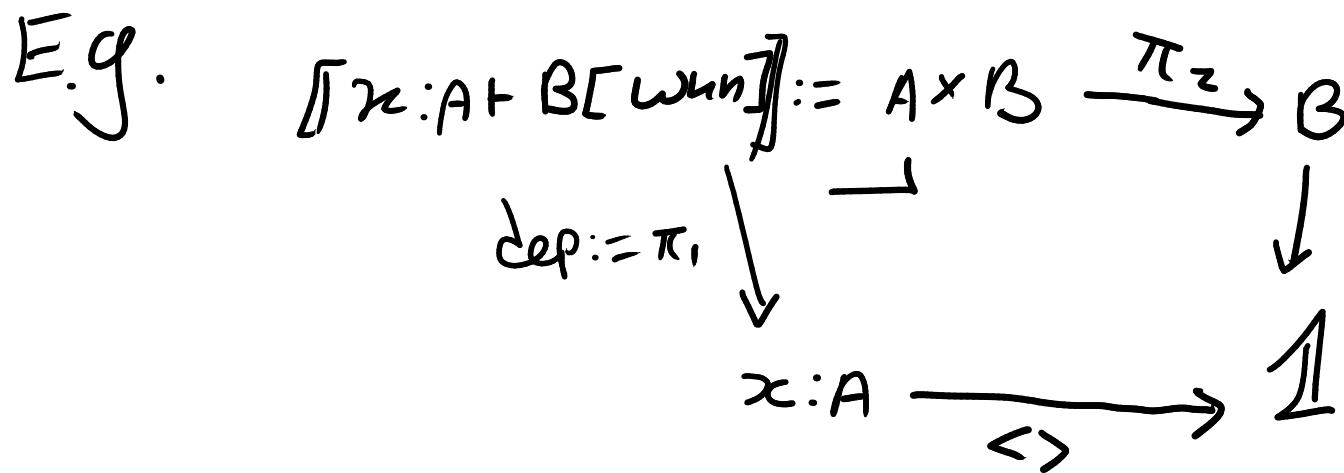 E.g. ⟦x:A ⊢ B[wkn]⟧ := A × B π₂ B
dep := π₁
x:A <> 𝟙